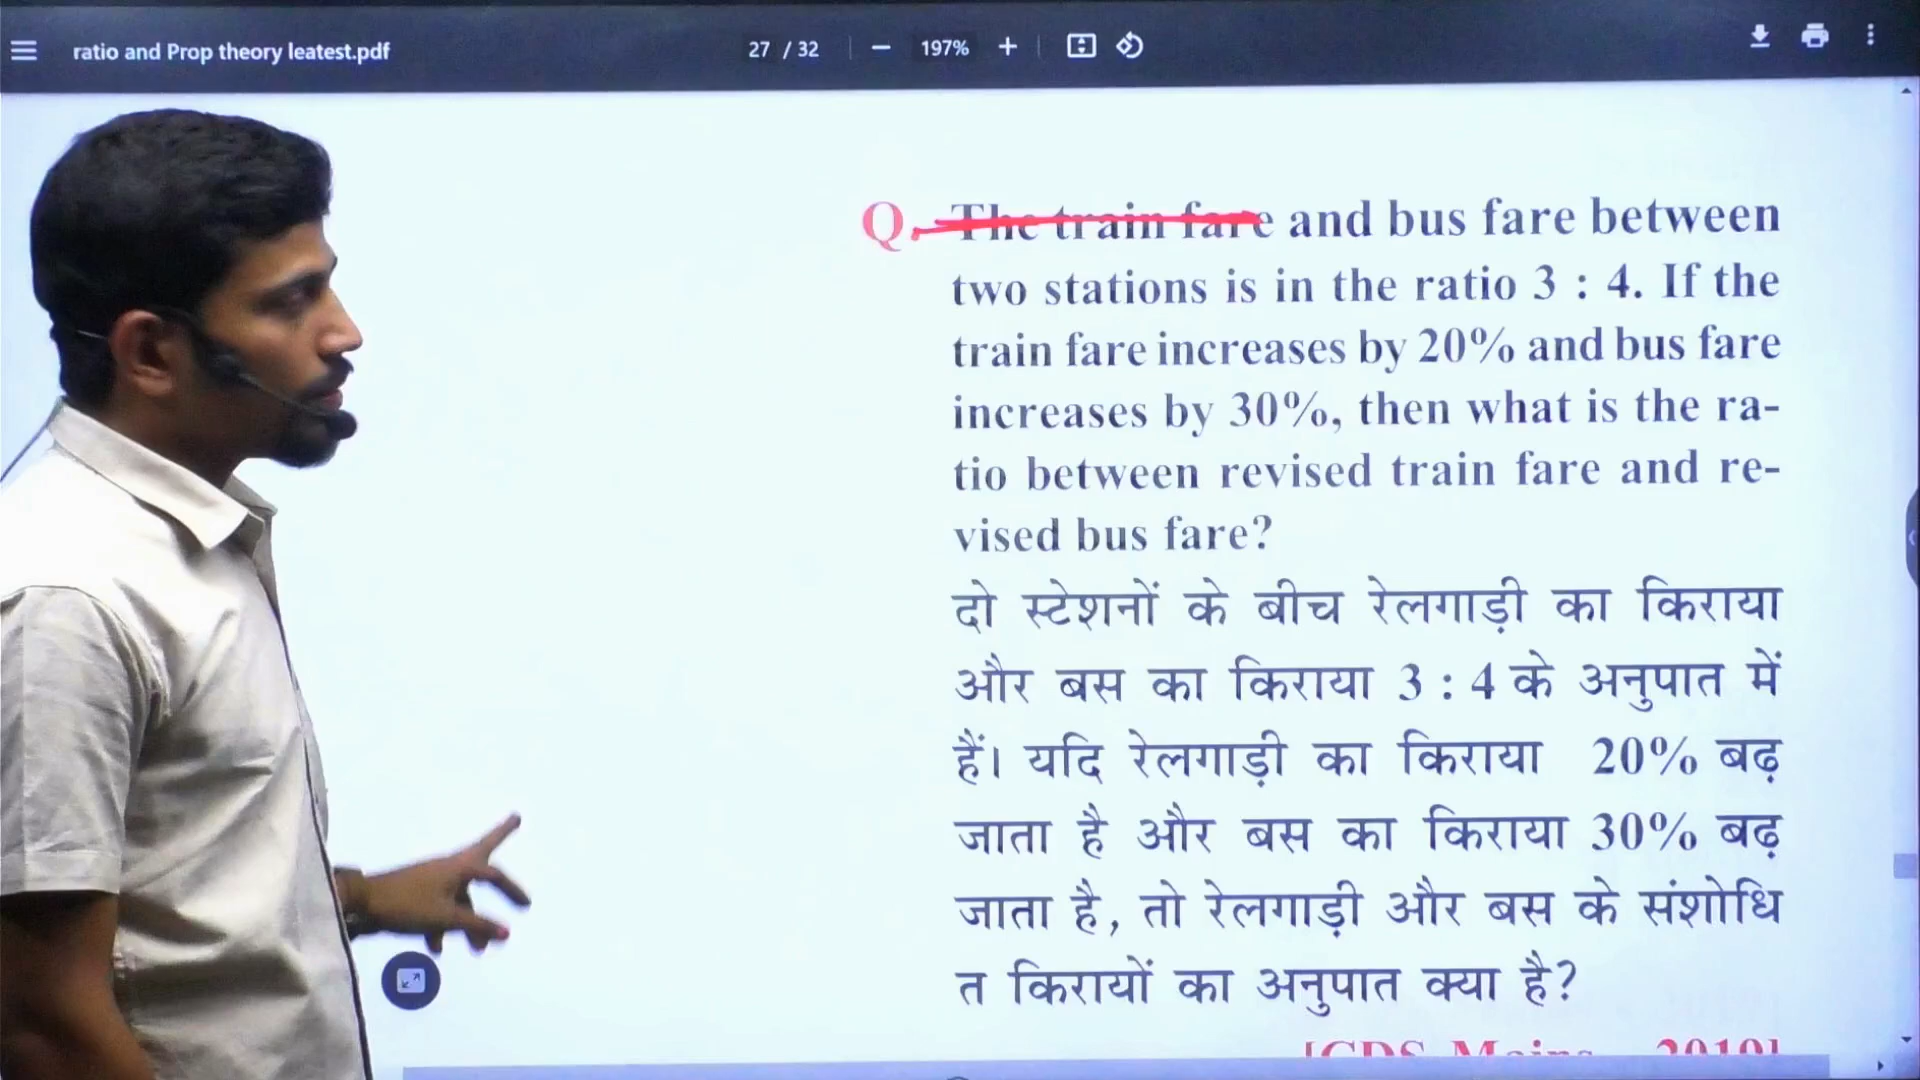 ratio and Prop theory leatest.pdf
27 / 32
197%
Q. The train fare and bus fare between
two stations is in the ratio 3 : 4. If the
train fare increases by 20% and bus fare
increases by 30%, then what is the ra-
tio between revised train fare and re-
vised bus fare?
दो स्टेशनों के बीच रेलगाड़ी का किराया
और बस का किराया 3 : 4 के अनुपात में
हैं। यदि रेलगाड़ी का किराया 20% बढ़
जाता है और बस का किराया 30% बढ़
जाता है, तो रेलगाड़ी और बस के संशोधि
त किरायों का अनुपात क्या है?